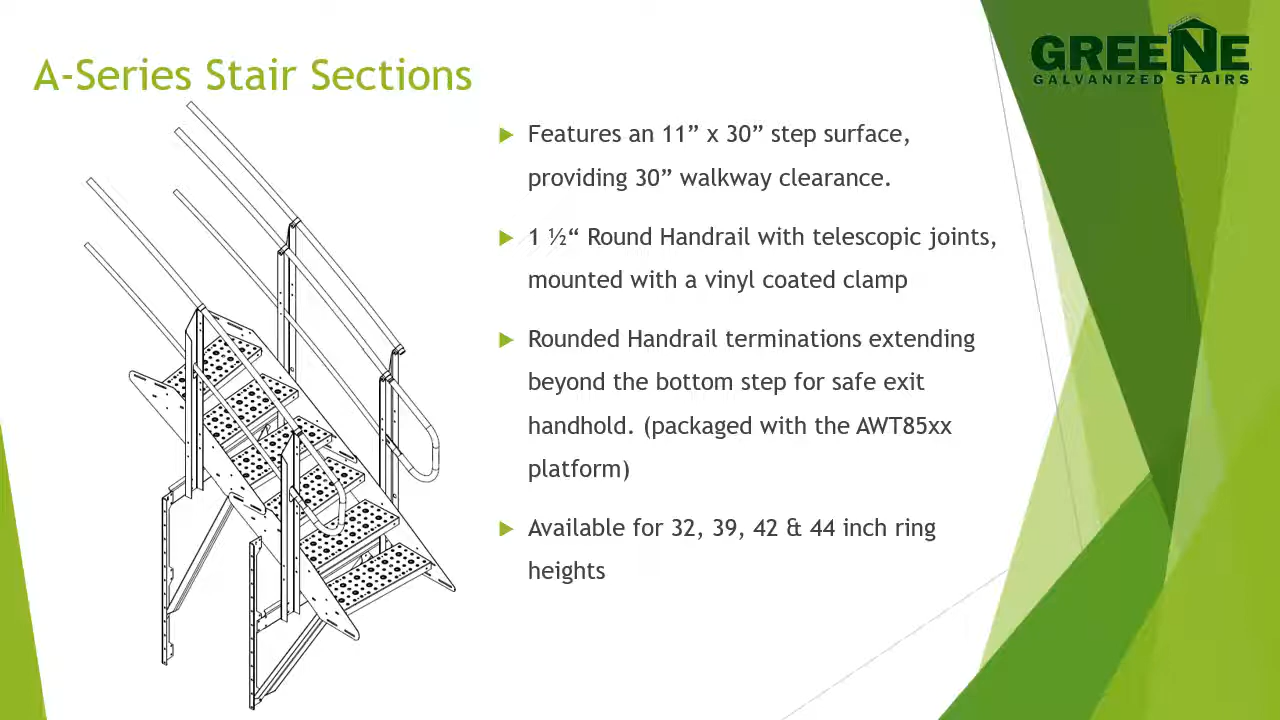 GREENE
GALVANIZED STAIRS
A-Series Stair Sections
Features an 11” x 30” step surface,
providing 30” walkway clearance.
1 ½“ Round Handrail with telescopic joints,
mounted with a vinyl coated clamp
Rounded Handrail terminations extending
beyond the bottom step for safe exit
handhold. (packaged with the AWT85xx
platform)
Available for 32, 39, 42 & 44 inch ring
heights